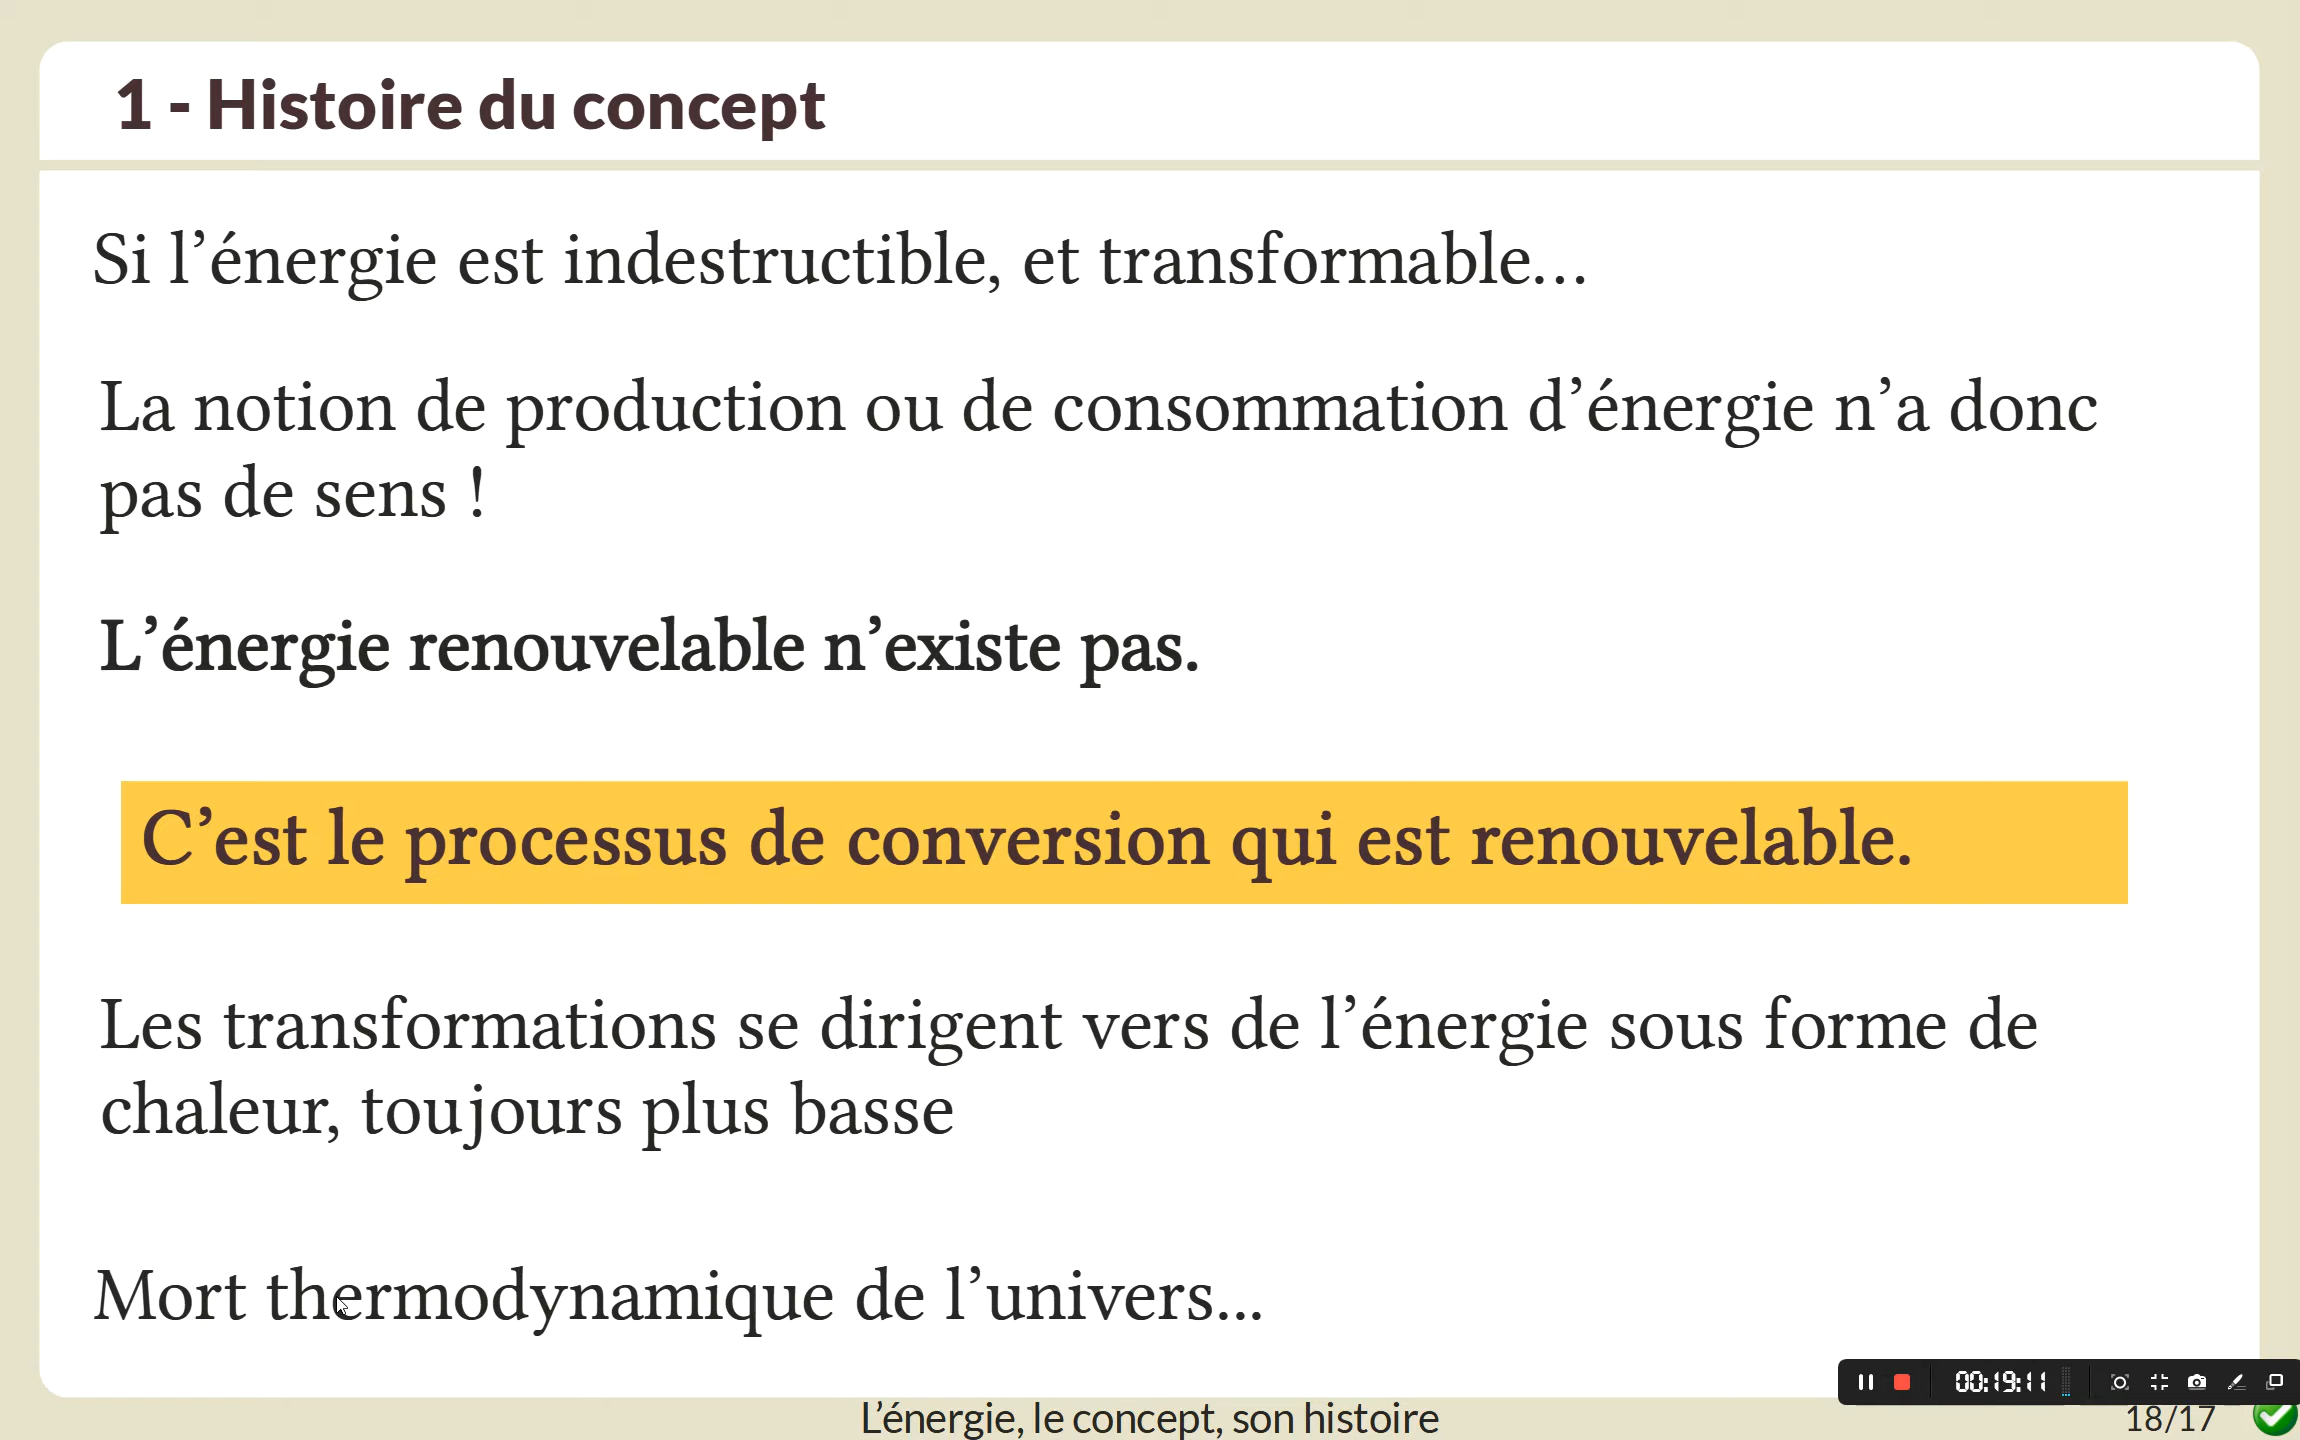 1 - Histoire du concept
Si l’énergie est indestructible, et transformable…
La notion de production ou de consommation d’énergie n’a donc
pas de sens !
L’énergie renouvelable n’existe pas.
C’est le processus de conversion qui est renouvelable.
Les transformations se dirigent vers de l’énergie sous forme de
chaleur, toujours plus basse
Mort thermodynamique de l’univers...
00:19:11
L’énergie, le concept, son histoire
18/17